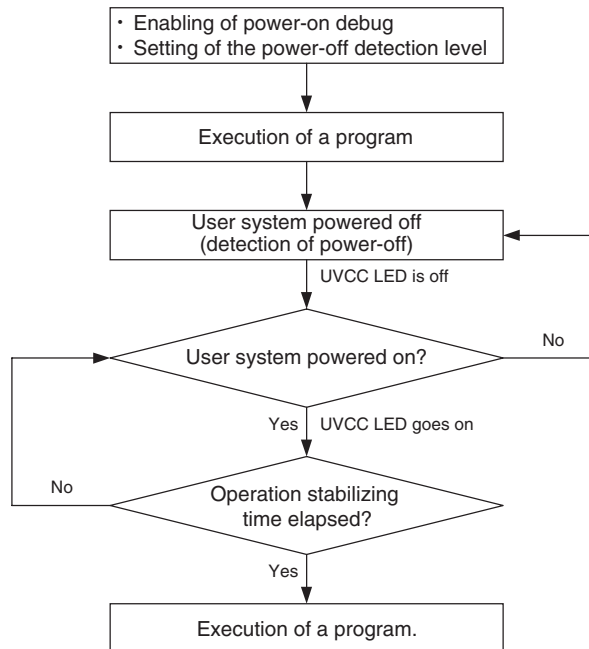 ・ Enabling of power-on debug
・ Setting of the power-off detection level
Execution of a program
User system powered off
(detection of power-off)
UVCC LED is off
User system powered on?
No
Yes
UVCC LED goes on
No
Operation stabilizing
time elapsed?
Yes
Execution of a program.